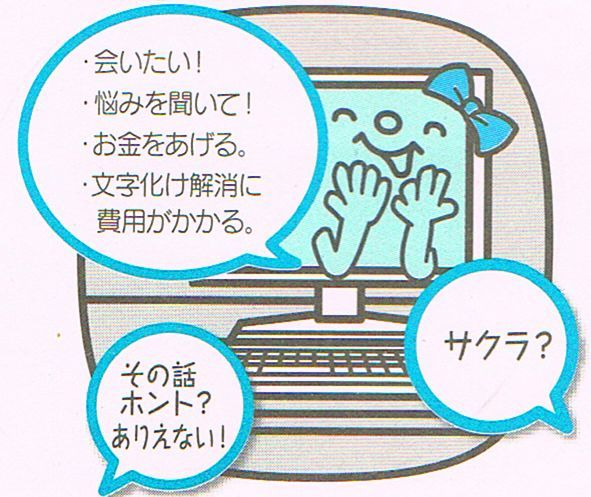 ・会いたい！
・悩みを聞いて！
・お金をあげる。
・文字化け解消に
費用がかかる。
サクラ？
その話
ホント？
ありえない！